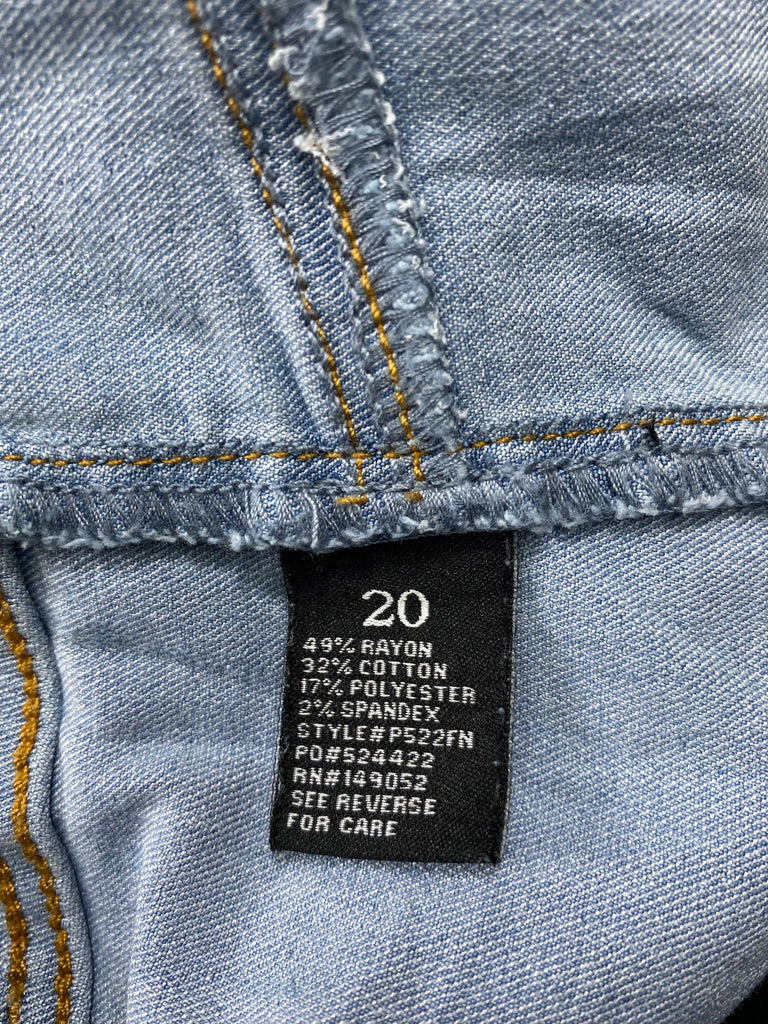 20
49% RAYON
32% COTTON
17% POLYESTER
2% SPANDEX
STYLE#P522FN
PO#524422
RN#149052
SEE REVERSE
FOR CARE